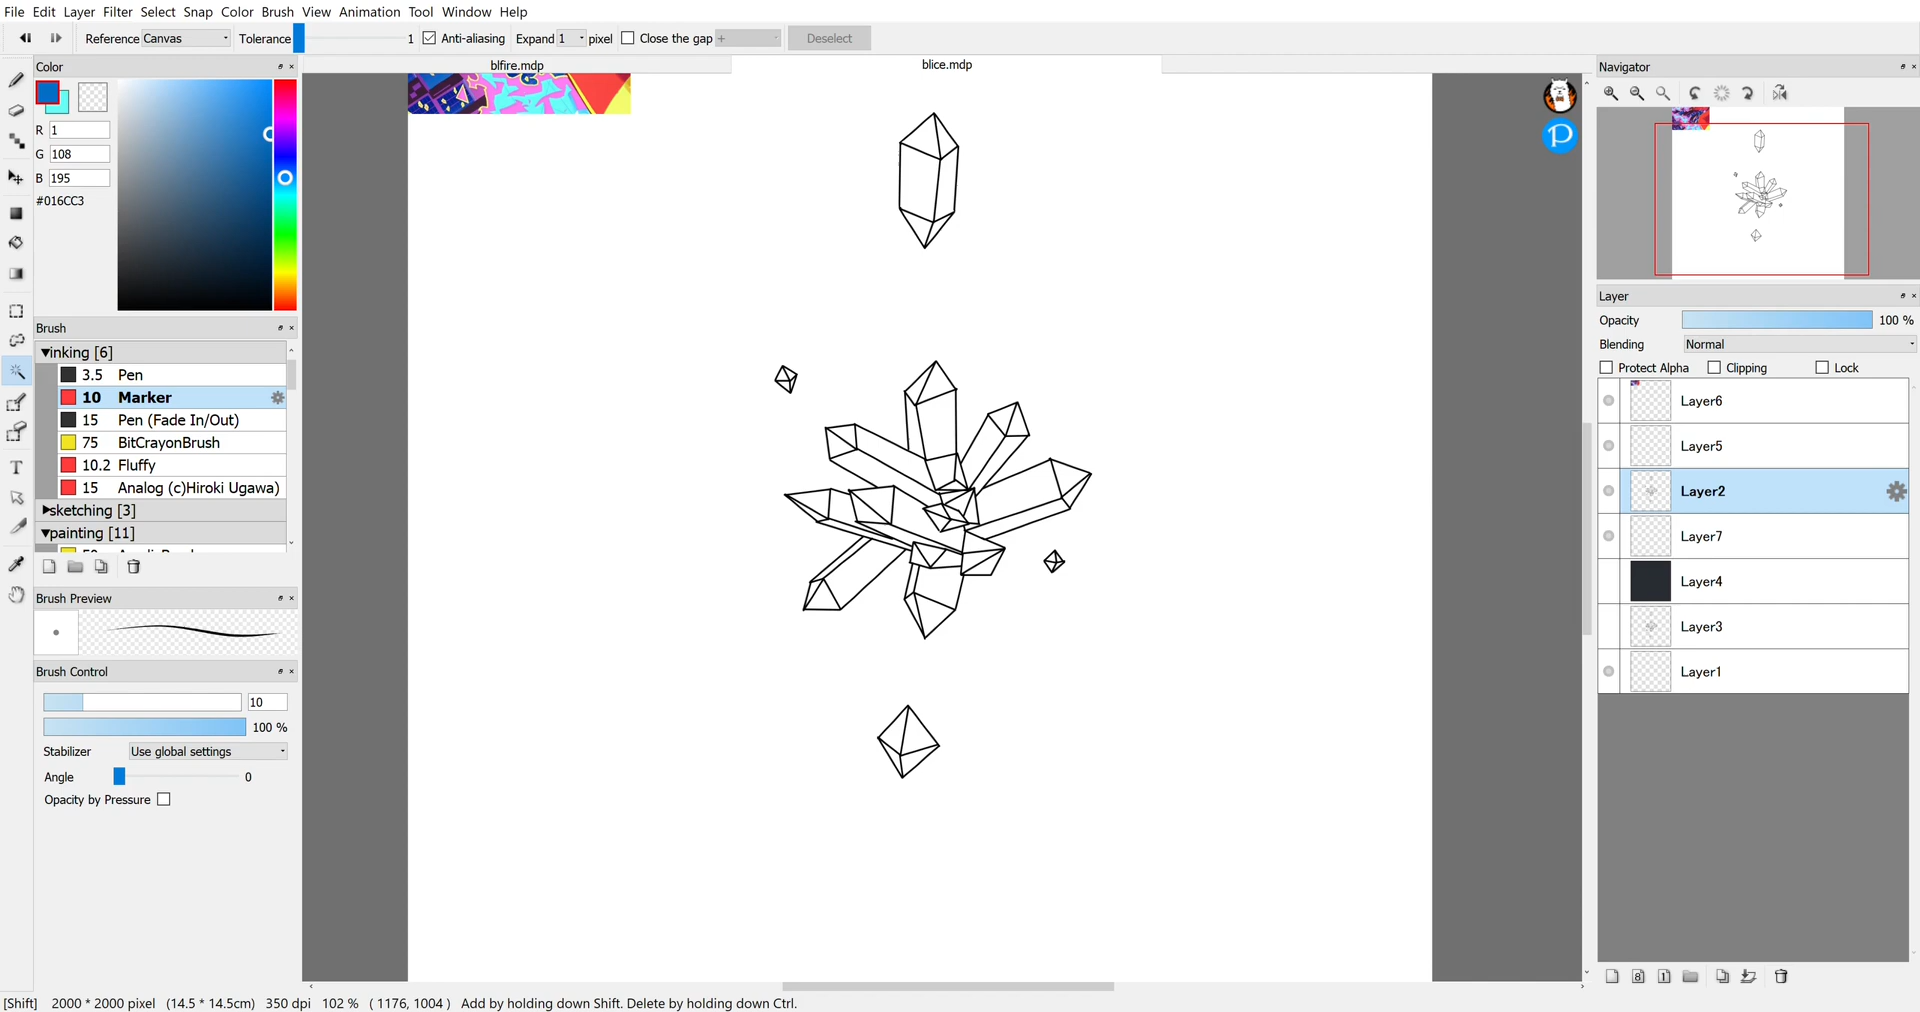 File Edit Layer Filter Select Snap Color Brush View Animation Tool Window Help
Reference Canvas Tolerance 1 Anti-aliasing Expand 1 pixel Close the gap + Deselect
Color
blfire.mdp
blice.mdp
Navigator
R 1
G 108
B 195
#016CC3
Brush
inking [6]
3.5 Pen
10 Marker
15 Pen (Fade In/Out)
75 BitCrayonBrush
10.2 Fluffy
15 Analog (c)Hiroki Ugawa)
sketching [3]
painting [11]
Brush Preview
Brush Control
10
100 %
Stabilizer Use global settings
Angle 0
Opacity by Pressure
Layer
Opacity 100 %
Blending Normal
Protect Alpha Clipping Lock
Layer6
Layer5
Layer2
Layer7
Layer4
Layer3
Layer1
[Shift] 2000 * 2000 pixel (14.5 * 14.5cm) 350 dpi 102 % ( 1176, 1004 ) Add by holding down Shift. Delete by holding down Ctrl.